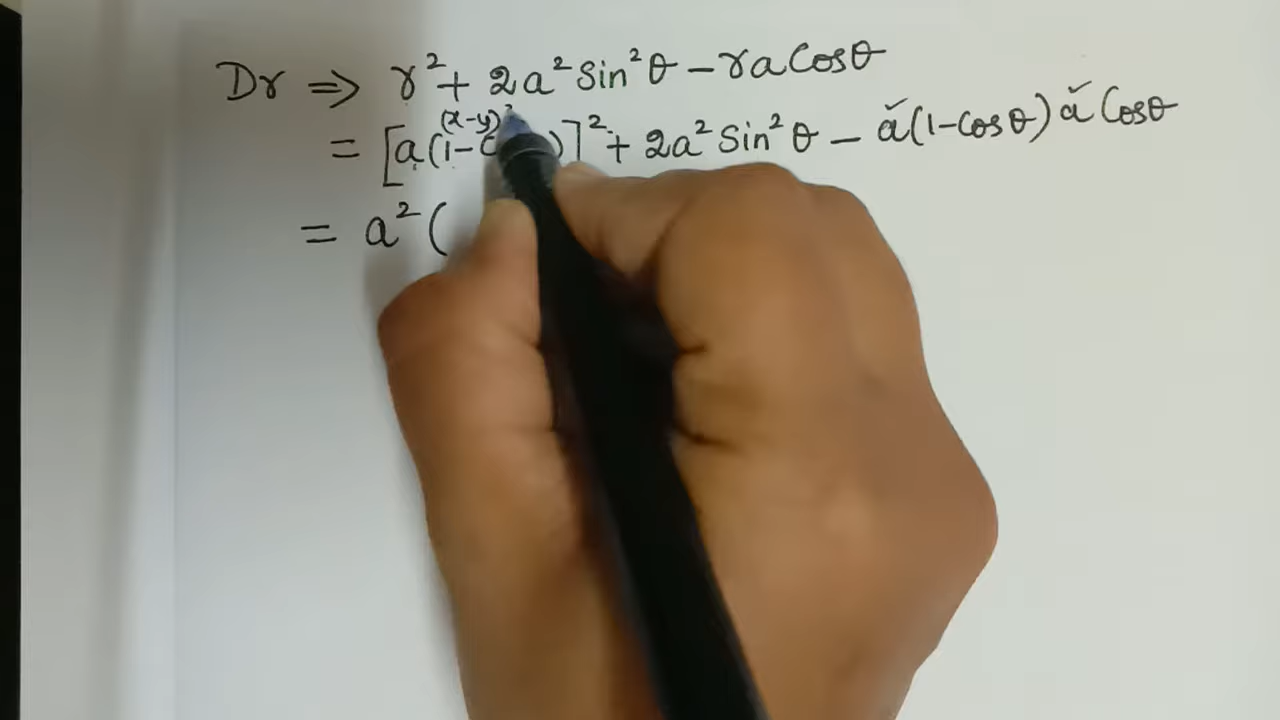 Dr ⇒ r² + 2a² Sin²θ − ra Cosθ
(x-y)²
= [a(1- )]² + 2a² Sin²θ − a(1-Cosθ) a Cosθ
= a² (